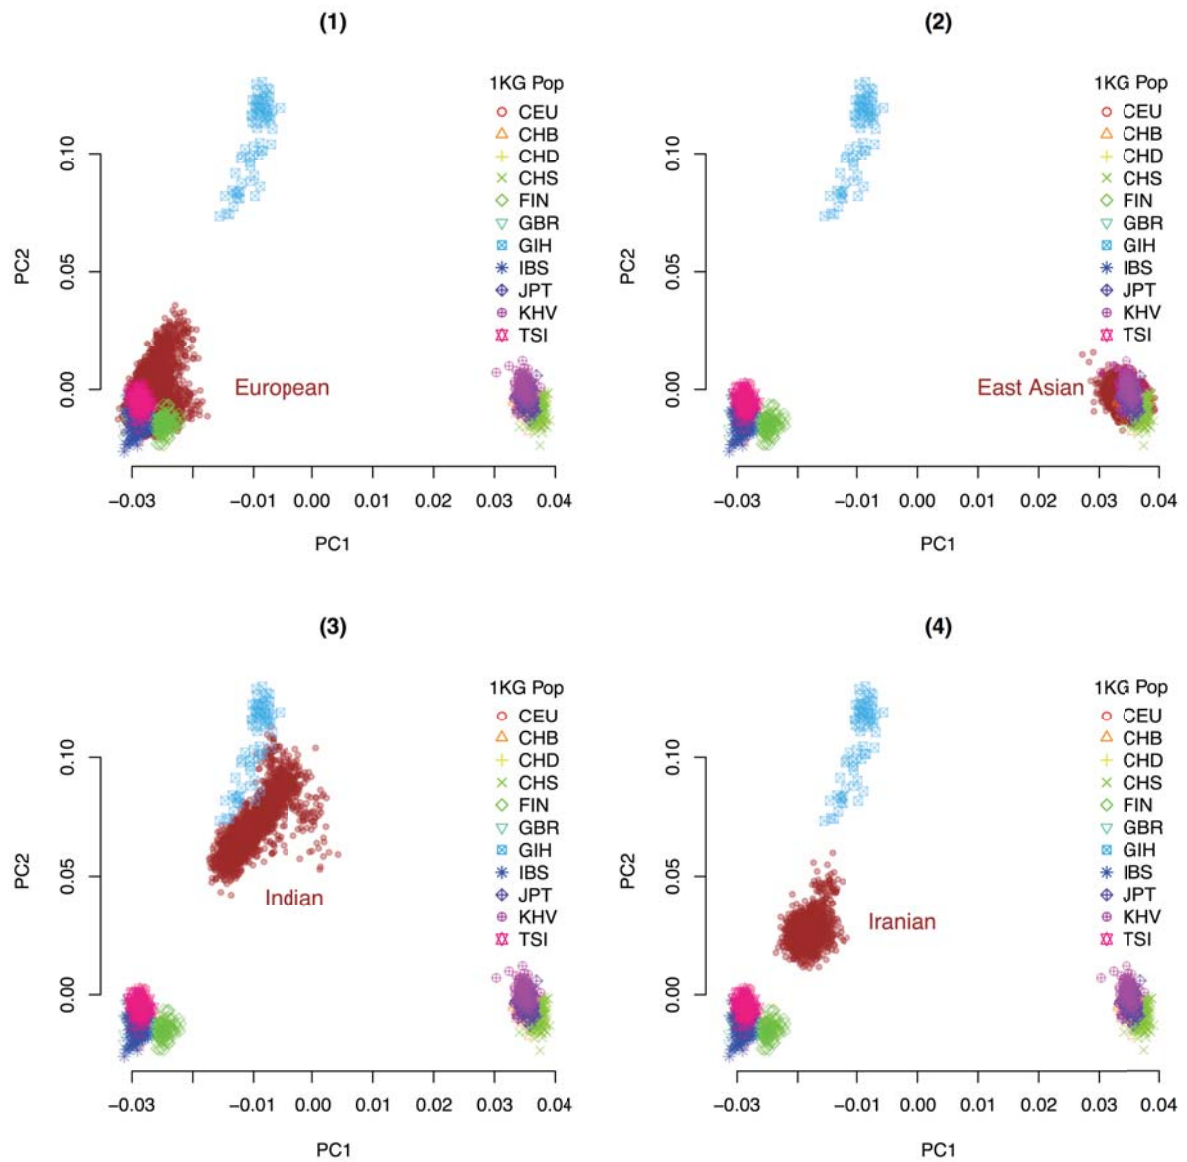 (1)
1KG Pop
CEU
CHB
CHD
CHS
FIN
GBR
GIH
IBS
JPT
KHV
TSI
European
PC2
0.00
0.05
0.10
−0.03
−0.01
0.00
0.01
0.02
0.03
0.04
PC1
(2)
1KG Pop
CEU
CHB
CHD
CHS
FIN
GBR
GIH
IBS
JPT
KHV
TSI
East Asian
PC2
0.00
0.05
0.10
−0.03
−0.01
0.00
0.01
0.02
0.03
0.04
PC1
(3)
1KG Pop
CEU
CHB
CHD
CHS
FIN
GBR
GIH
IBS
JPT
KHV
TSI
Indian
PC2
0.00
0.05
0.10
−0.03
−0.01
0.00
0.01
0.02
0.03
0.04
PC1
(4)
1KG Pop
CEU
CHB
CHD
CHS
FIN
GBR
GIH
IBS
JPT
KHV
TSI
Iranian
PC2
0.00
0.05
0.10
−0.03
−0.01
0.00
0.01
0.02
0.03
0.04
PC1